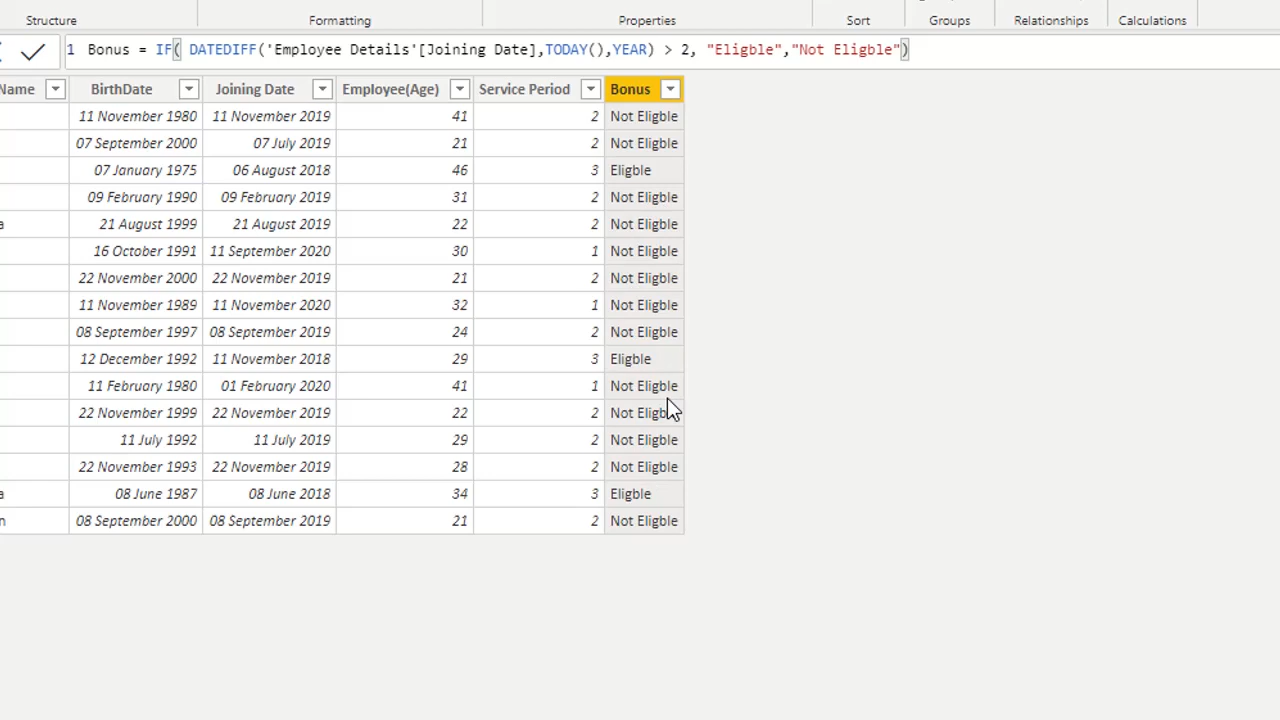 Structure Formatting Properties Sort Groups Relationships Calculations
1 Bonus = IF( DATEDIFF('Employee Details'[Joining Date],TODAY(),YEAR) > 2, "Eligble","Not Eligble")
Name BirthDate Joining Date Employee(Age) Service Period Bonus
11 November 1980 11 November 2019 41 2 Not Eligble
07 September 2000 07 July 2019 21 2 Not Eligble
07 January 1975 06 August 2018 46 3 Eligble
09 February 1990 09 February 2019 31 2 Not Eligble
a 21 August 1999 21 August 2019 22 2 Not Eligble
16 October 1991 11 September 2020 30 1 Not Eligble
22 November 2000 22 November 2019 21 2 Not Eligble
11 November 1989 11 November 2020 32 1 Not Eligble
08 September 1997 08 September 2019 24 2 Not Eligble
12 December 1992 11 November 2018 29 3 Eligble
11 February 1980 01 February 2020 41 1 Not Eligble
22 November 1999 22 November 2019 22 2 Not Eligble
11 July 1992 11 July 2019 29 2 Not Eligble
22 November 1993 22 November 2019 28 2 Not Eligble
a 08 June 1987 08 June 2018 34 3 Eligble
n 08 September 2000 08 September 2019 21 2 Not Eligble